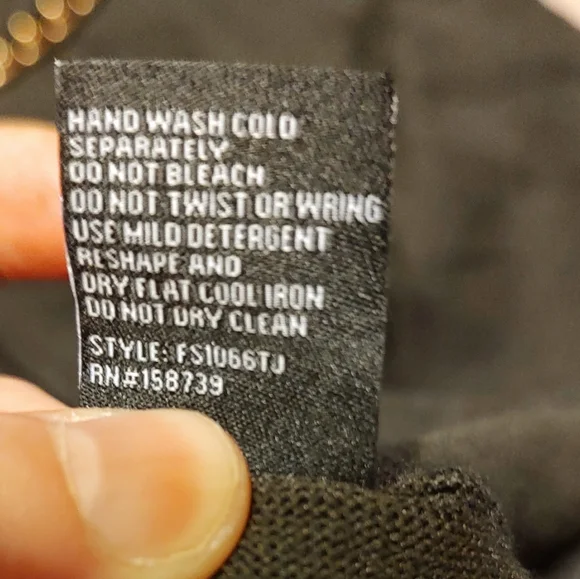 HAND WASH COLD
SEPARATELY
DO NOT BLEACH
DO NOT TWIST OR WRING
USE MILD DETERGENT
RESHAPE AND
DRY FLAT COOL IRON
DO NOT DRY CLEAN
STYLE: FS1066TJ
RN#158739